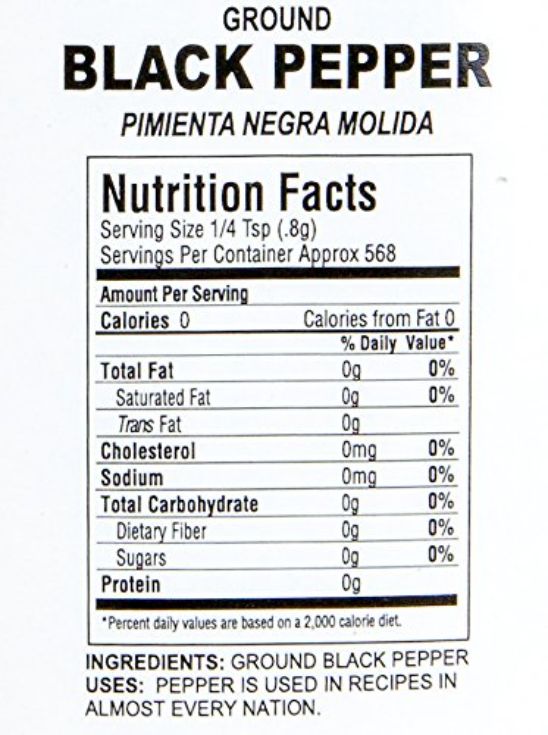 GROUND
BLACK PEPPER
PIMIENTA NEGRA MOLIDA
Nutrition Facts
Serving Size 1/4 Tsp (.8g)
Servings Per Container Approx 568
Amount Per Serving
Calories 0 Calories from Fat 0
% Daily Value*
Total Fat 0g 0%
Saturated Fat 0g 0%
Trans Fat 0g
Cholesterol 0mg 0%
Sodium 0mg 0%
Total Carbohydrate 0g 0%
Dietary Fiber 0g 0%
Sugars 0g 0%
Protein 0g
*Percent daily values are based on a 2,000 calorie diet.
INGREDIENTS: GROUND BLACK PEPPER
USES: PEPPER IS USED IN RECIPES IN
ALMOST EVERY NATION.